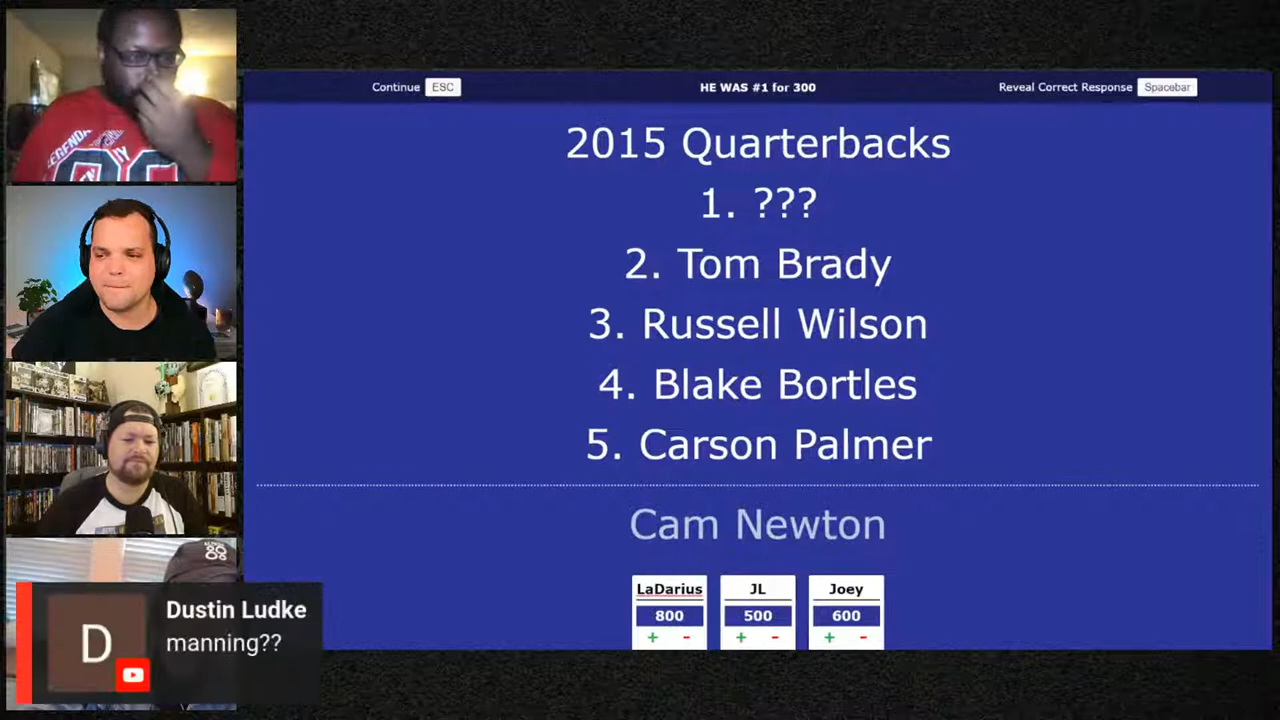 Continue ESC
HE WAS #1 for 300
Reveal Correct Response Spacebar
2015 Quarterbacks
1. ???
2. Tom Brady
3. Russell Wilson
4. Blake Bortles
5. Carson Palmer
Cam Newton
LaDarius
800
+ -
JL
500
+ -
Joey
600
+ -
D
Dustin Ludke
manning??